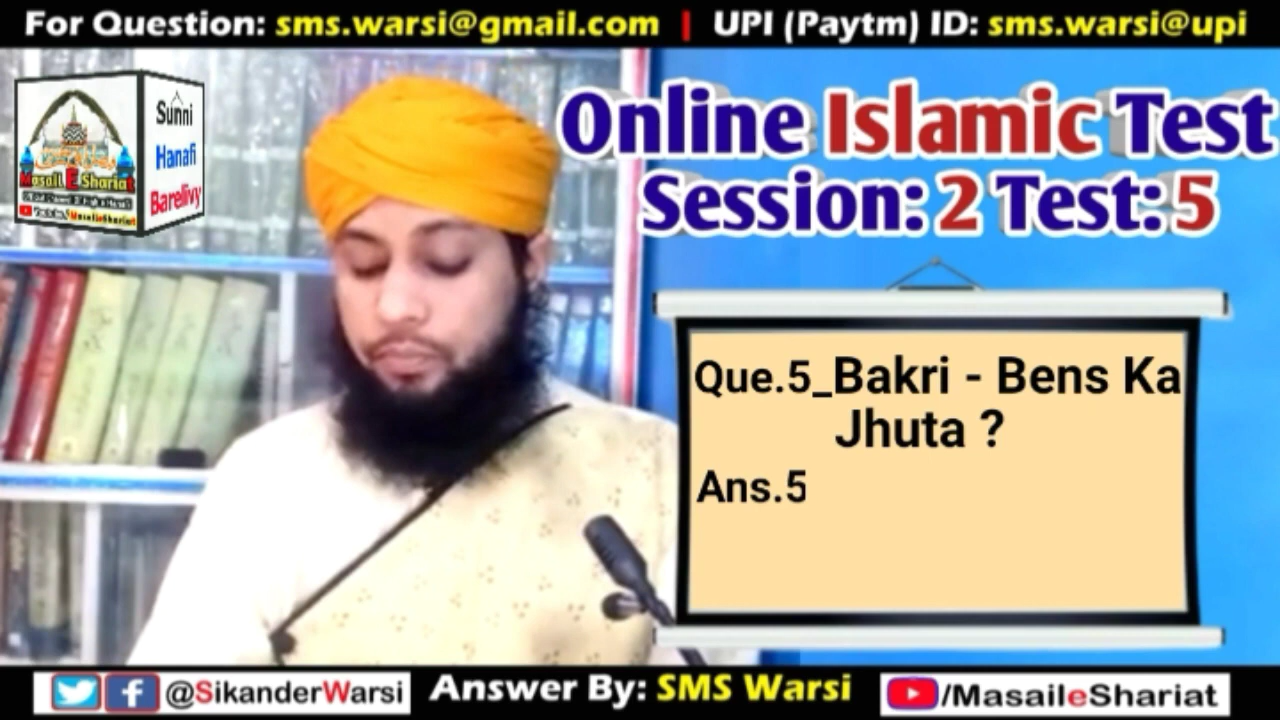 For Question: sms.warsi@gmail.com | UPI (Paytm) ID: sms.warsi@upi
Sunni
Hanafi
Barellivy
Masail E Shariat
Online Islamic Test
Session: 2 Test: 5
Que.5_Bakri - Bens Ka
Jhuta ?
Ans.5
@SikanderWarsi
Answer By: SMS Warsi
/MasaileShariat